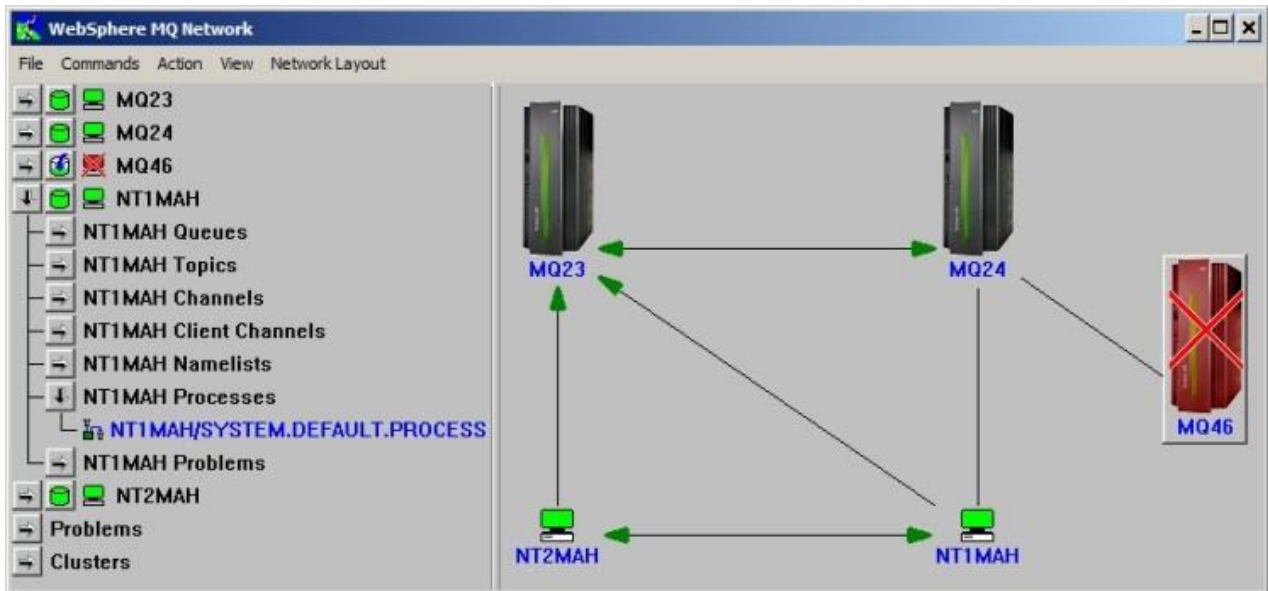 WebSphere MQ Network
File Commands Action View Network Layout
MQ23
MQ24
MQ46
NT1MAH
NT1MAH Queues
NT1MAH Topics
NT1MAH Channels
NT1MAH Client Channels
NT1MAH Namelists
NT1MAH Processes
NT1MAH/SYSTEM.DEFAULT.PROCESS
NT1MAH Problems
NT2MAH
Problems
Clusters
MQ23
MQ24
MQ46
NT2MAH
NT1MAH